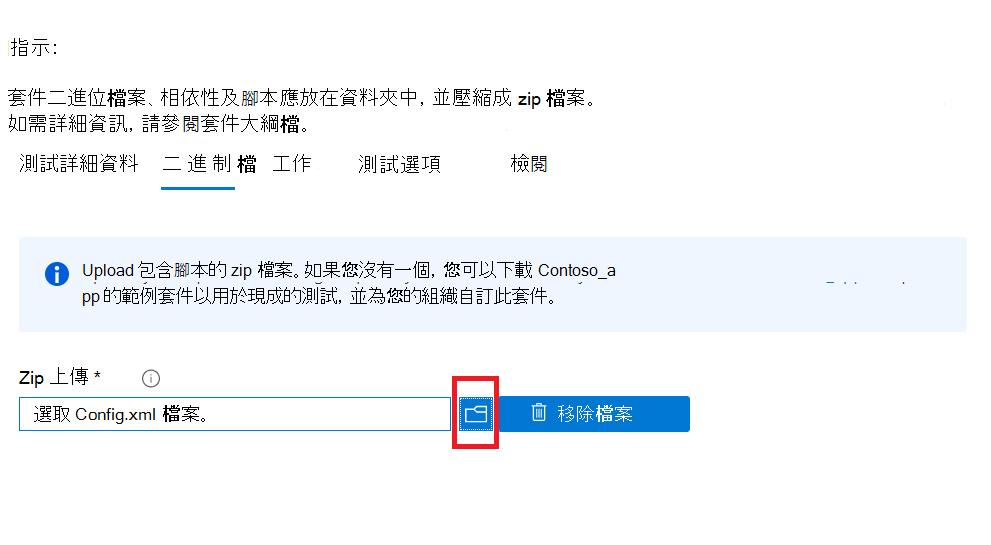 指示:
套件二進位檔案、相依性及腳本應放在資料夾中, 並壓縮成 zip 檔案。
如需詳細資訊, 請參閱套件大綱檔。
測試詳細資料 二進制檔 工作 測試選項 檢閱
Upload 包含腳本的 zip 檔案。如果您沒有一個, 您可以下載 Contoso_a
pp 的範例套件以用於現成的測試, 並為您的組織自訂此套件。
Zip 上傳 *
選取 Config.xml 檔案。 移除檔案